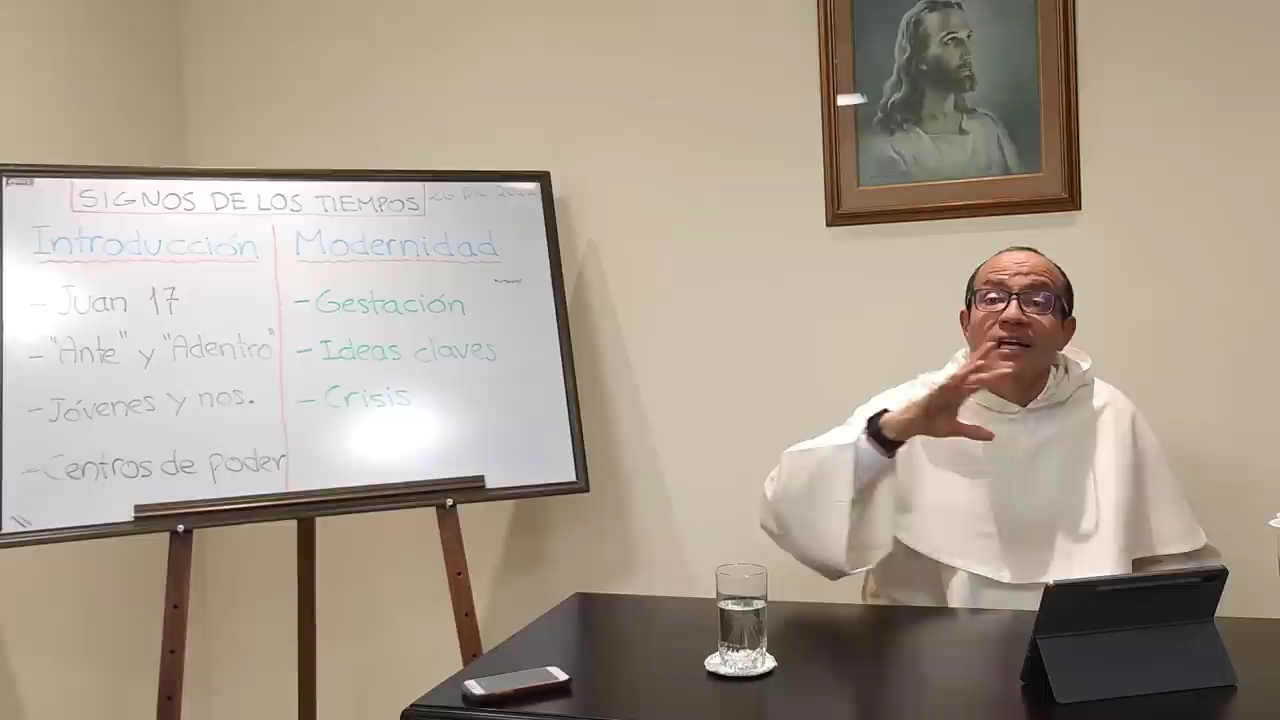 SIGNOS DE LOS TIEMPOS
Introducción
- Juan 17
- "Ante" y "Adentro"
- Jóvenes y nos.
- Centros de poder
Modernidad
- Gestación
- Ideas claves
- Crisis